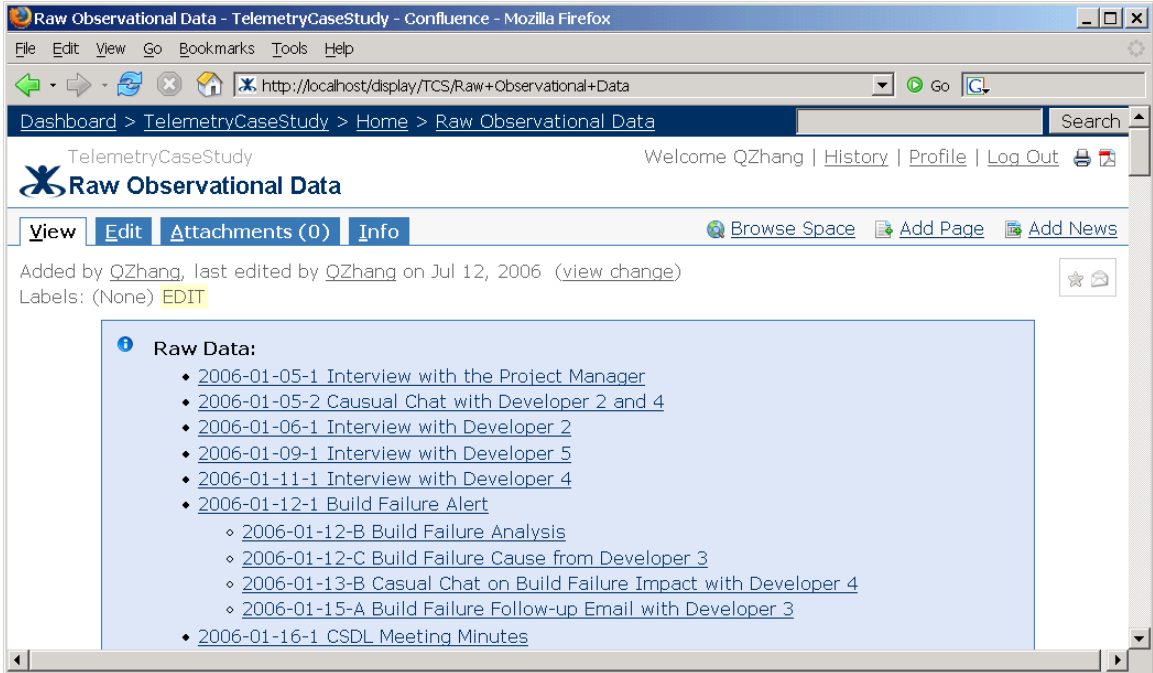 Raw Observational Data - TelemetryCaseStudy - Confluence - Mozilla Firefox
File Edit View Go Bookmarks Tools Help
http://localhost/display/TCS/Raw+Observational+Data Go G
Dashboard > TelemetryCaseStudy > Home > Raw Observational Data Search
TelemetryCaseStudy Welcome QZhang | History | Profile | Log Out
Raw Observational Data
View Edit Attachments (0) Info Browse Space Add Page Add News
Added by QZhang, last edited by QZhang on Jul 12, 2006 (view change)
Labels: (None) EDIT
Raw Data:
2006-01-05-1 Interview with the Project Manager
2006-01-05-2 Causual Chat with Developer 2 and 4
2006-01-06-1 Interview with Developer 2
2006-01-09-1 Interview with Developer 5
2006-01-11-1 Interview with Developer 4
2006-01-12-1 Build Failure Alert
2006-01-12-B Build Failure Analysis
2006-01-12-C Build Failure Cause from Developer 3
2006-01-13-B Casual Chat on Build Failure Impact with Developer 4
2006-01-15-A Build Failure Follow-up Email with Developer 3
2006-01-16-1 CSDL Meeting Minutes